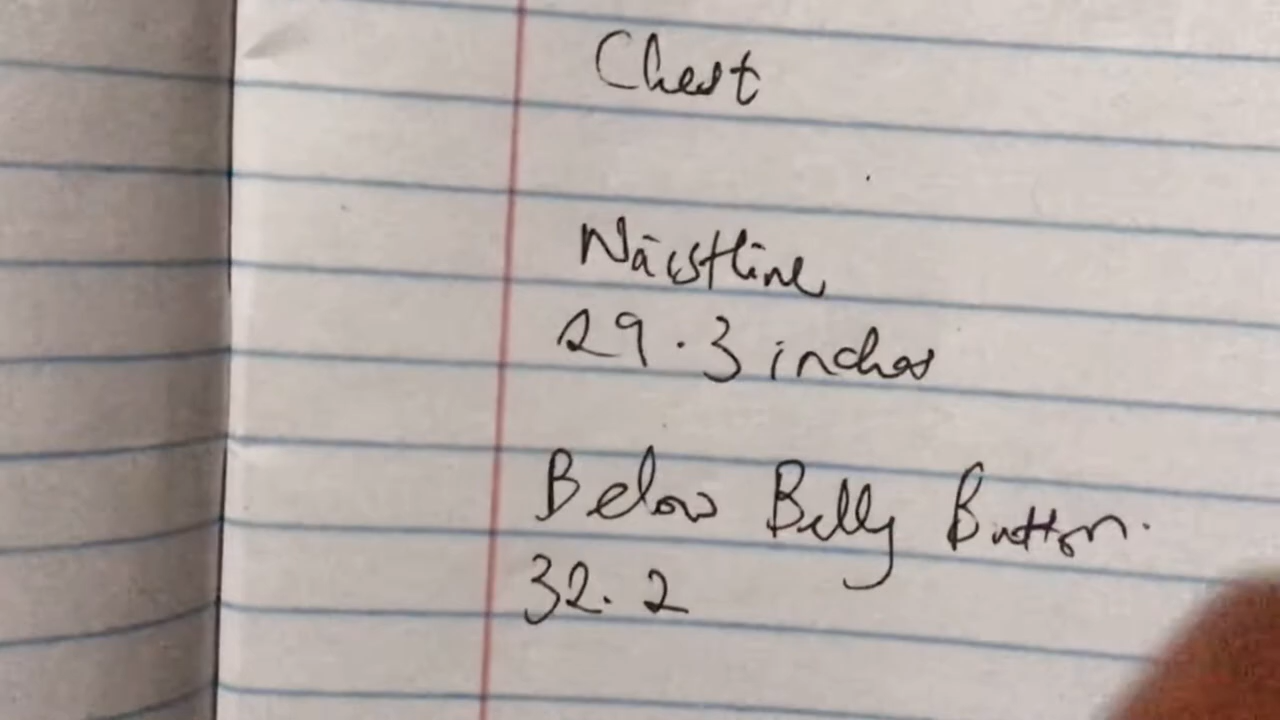 Chest
Waistline
29.3 inches
Below Belly Button.
32.2